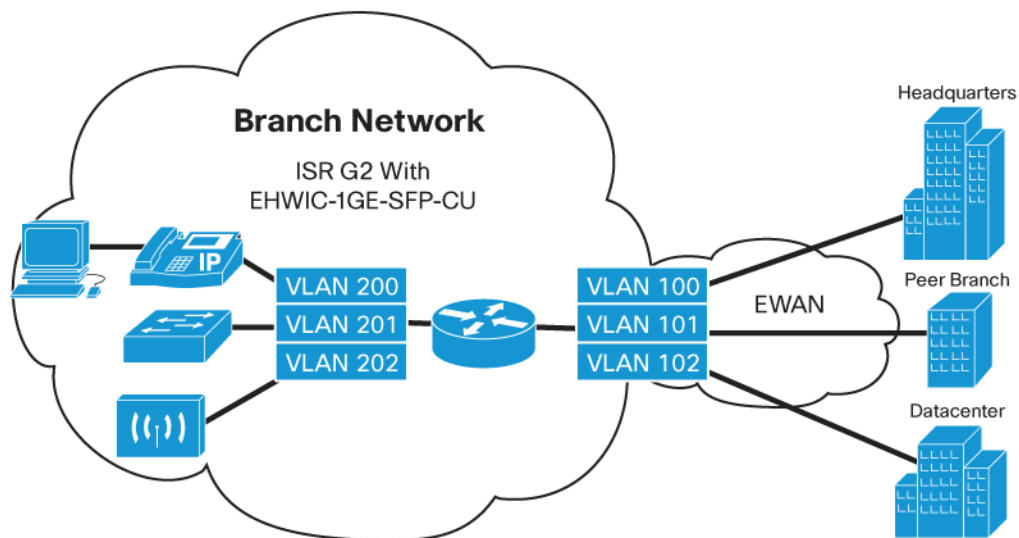 Branch Network
ISR G2 With
EHWIC-1GE-SFP-CU
IP
VLAN 200
VLAN 201
VLAN 202
VLAN 100
VLAN 101
VLAN 102
EWAN
Headquarters
Peer Branch
Datacenter